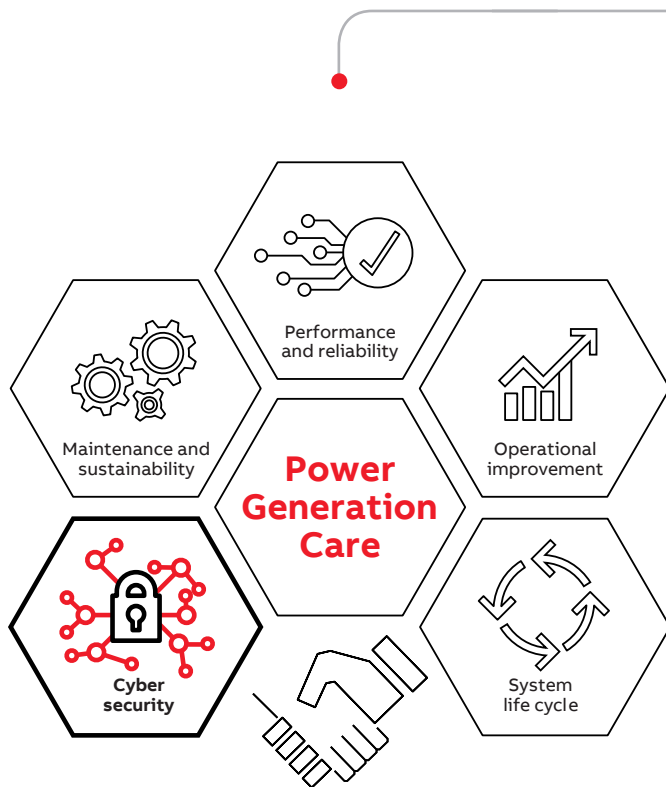 Performance
and reliability
Maintenance and
sustainability
Operational
improvement
Power
Generation
Care
Cyber
security
System
life cycle